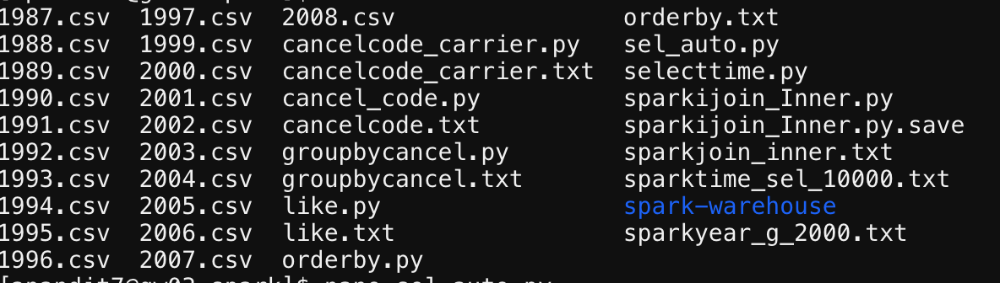 1987.csv  1997.csv  2008.csv                orderby.txt
1988.csv  1999.csv  cancelcode_carrier.py   sel_auto.py
1989.csv  2000.csv  cancelcode_carrier.txt  selecttime.py
1990.csv  2001.csv  cancel_code.py          sparkijoin_Inner.py
1991.csv  2002.csv  cancelcode.txt          sparkijoin_Inner.py.save
1992.csv  2003.csv  groupbycancel.py        sparkjoin_inner.txt
1993.csv  2004.csv  groupbycancel.txt       sparktime_sel_10000.txt
1994.csv  2005.csv  like.py                 spark-warehouse
1995.csv  2006.csv  like.txt                sparkyear_g_2000.txt
1996.csv  2007.csv  orderby.py